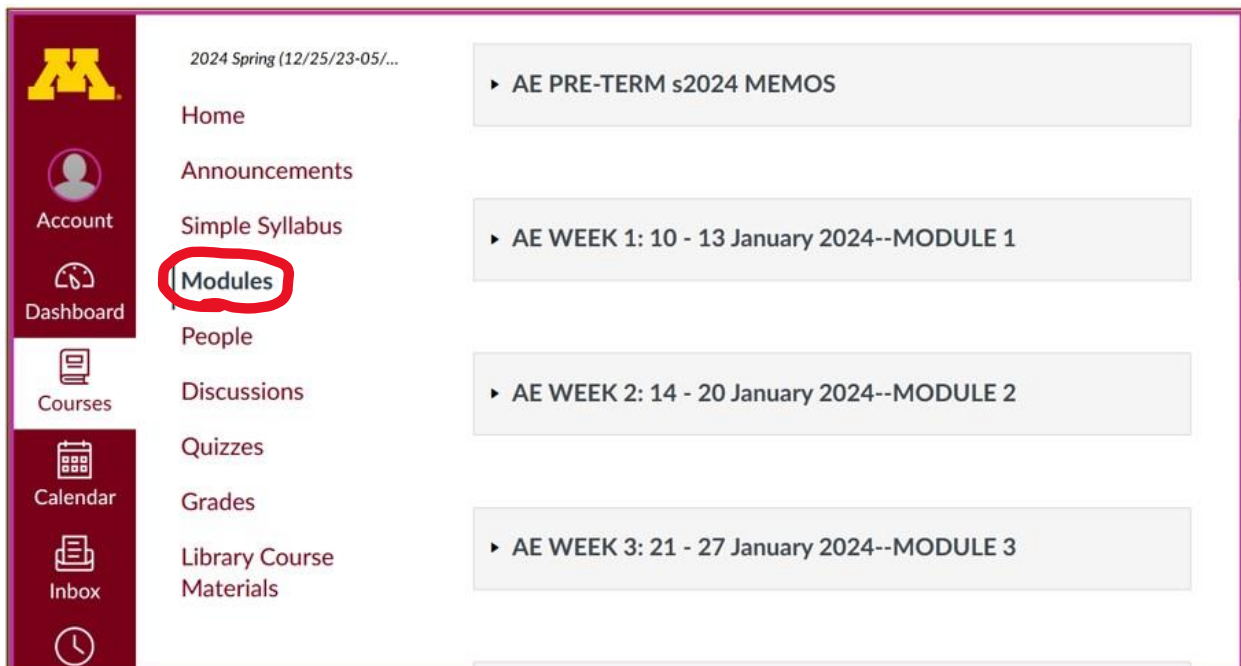 M
Account
Dashboard
Courses
Calendar
Inbox
2024 Spring (12/25/23-05/...
Home
Announcements
Simple Syllabus
Modules
People
Discussions
Quizzes
Grades
Library Course
Materials
▸ AE PRE-TERM s2024 MEMOS
▸ AE WEEK 1: 10 - 13 January 2024--MODULE 1
▸ AE WEEK 2: 14 - 20 January 2024--MODULE 2
▸ AE WEEK 3: 21 - 27 January 2024--MODULE 3